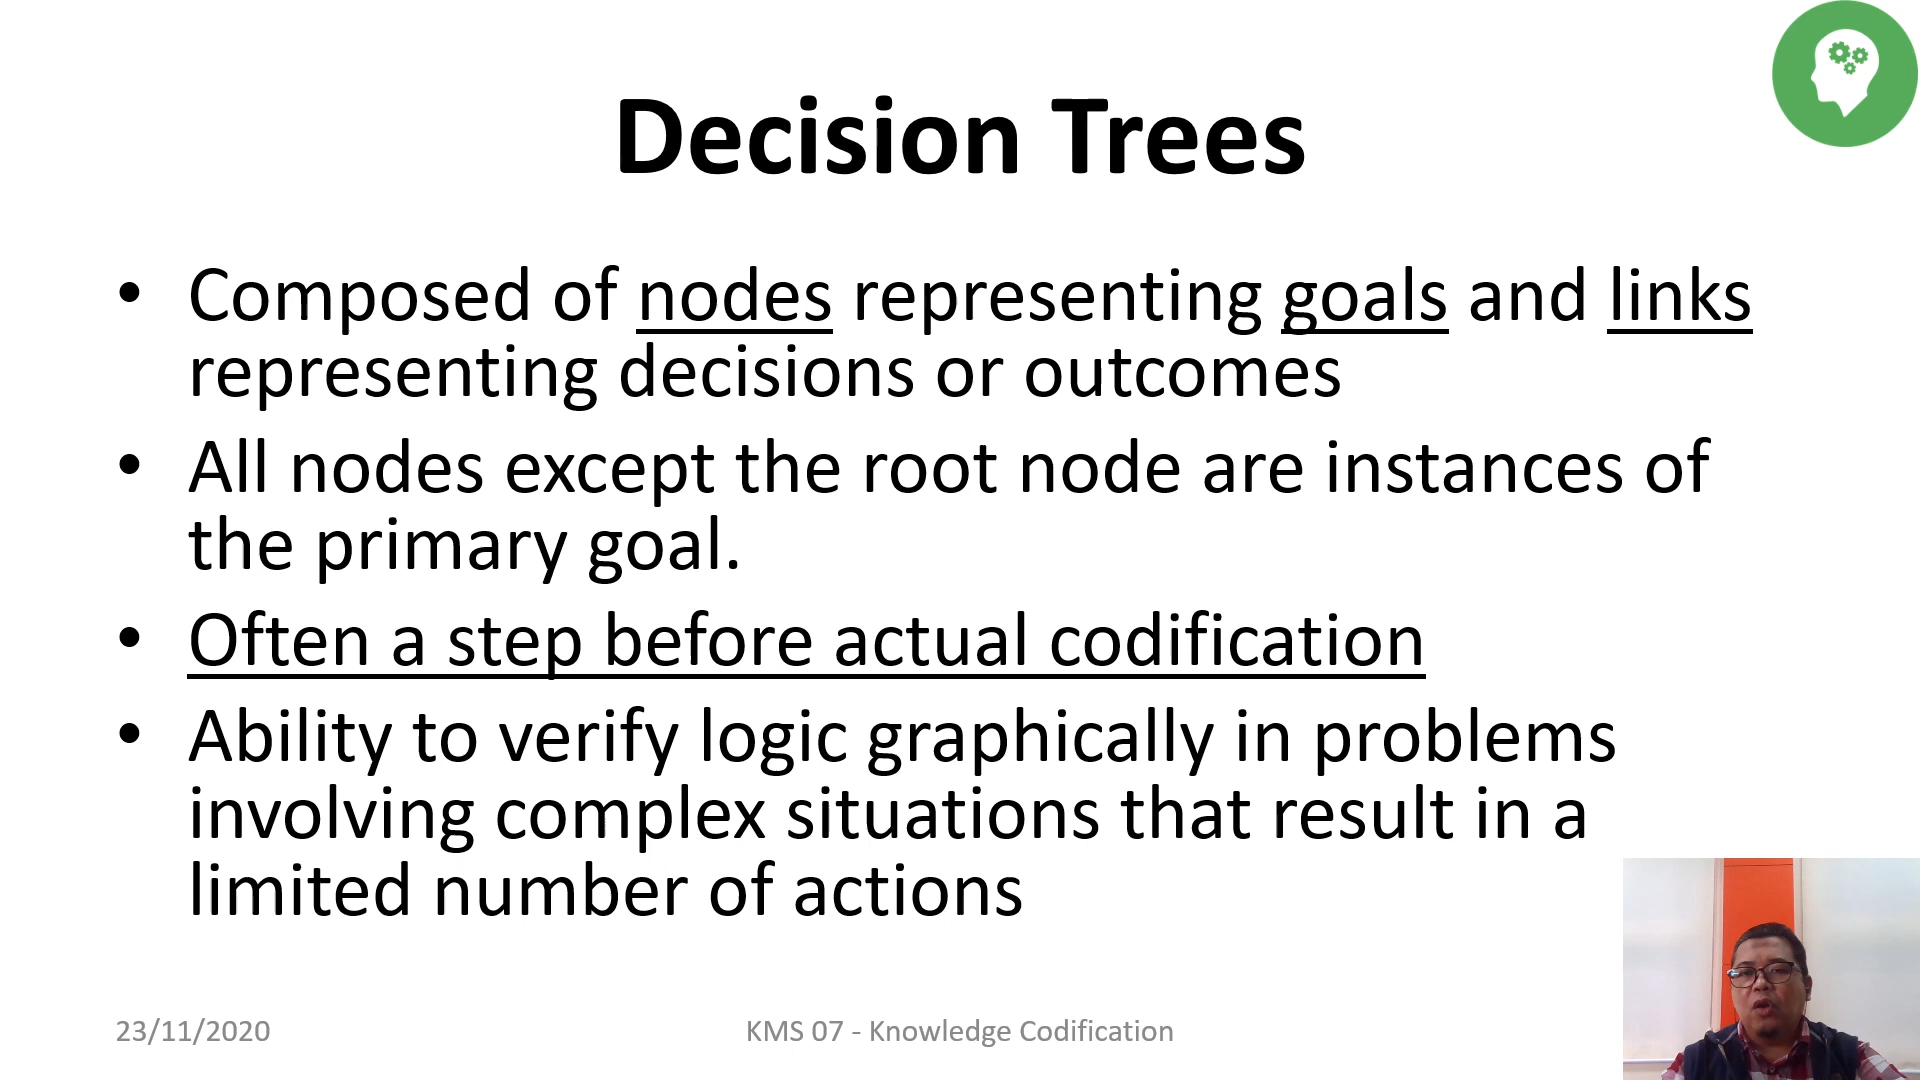 Decision Trees
• Composed of nodes representing goals and links
representing decisions or outcomes
• All nodes except the root node are instances of
the primary goal.
• Often a step before actual codification
• Ability to verify logic graphically in problems
involving complex situations that result in a
limited number of actions
23/11/2020
KMS 07 - Knowledge Codification